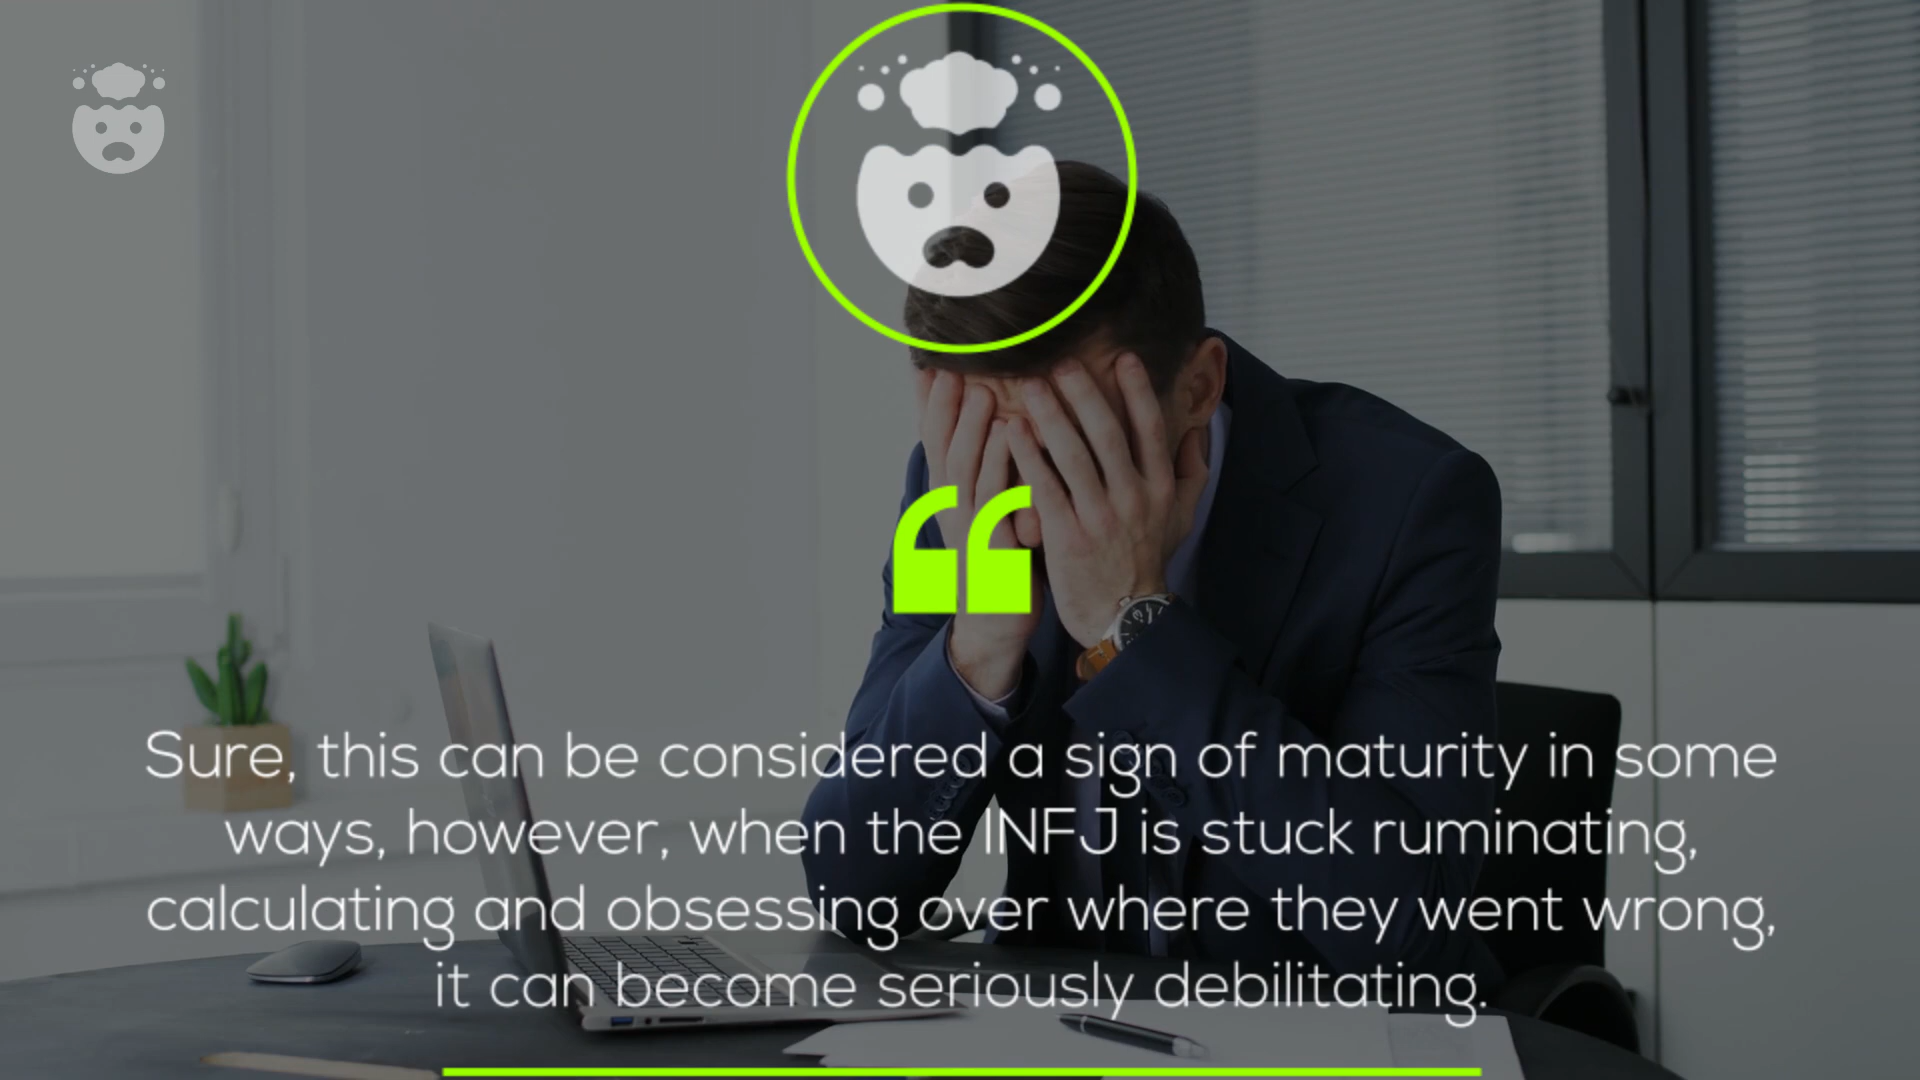 Sure, this can be considered a sign of maturity in some
ways, however, when the INFJ is stuck ruminating,
calculating and obsessing over where they went wrong,
it can become seriously debilitating.